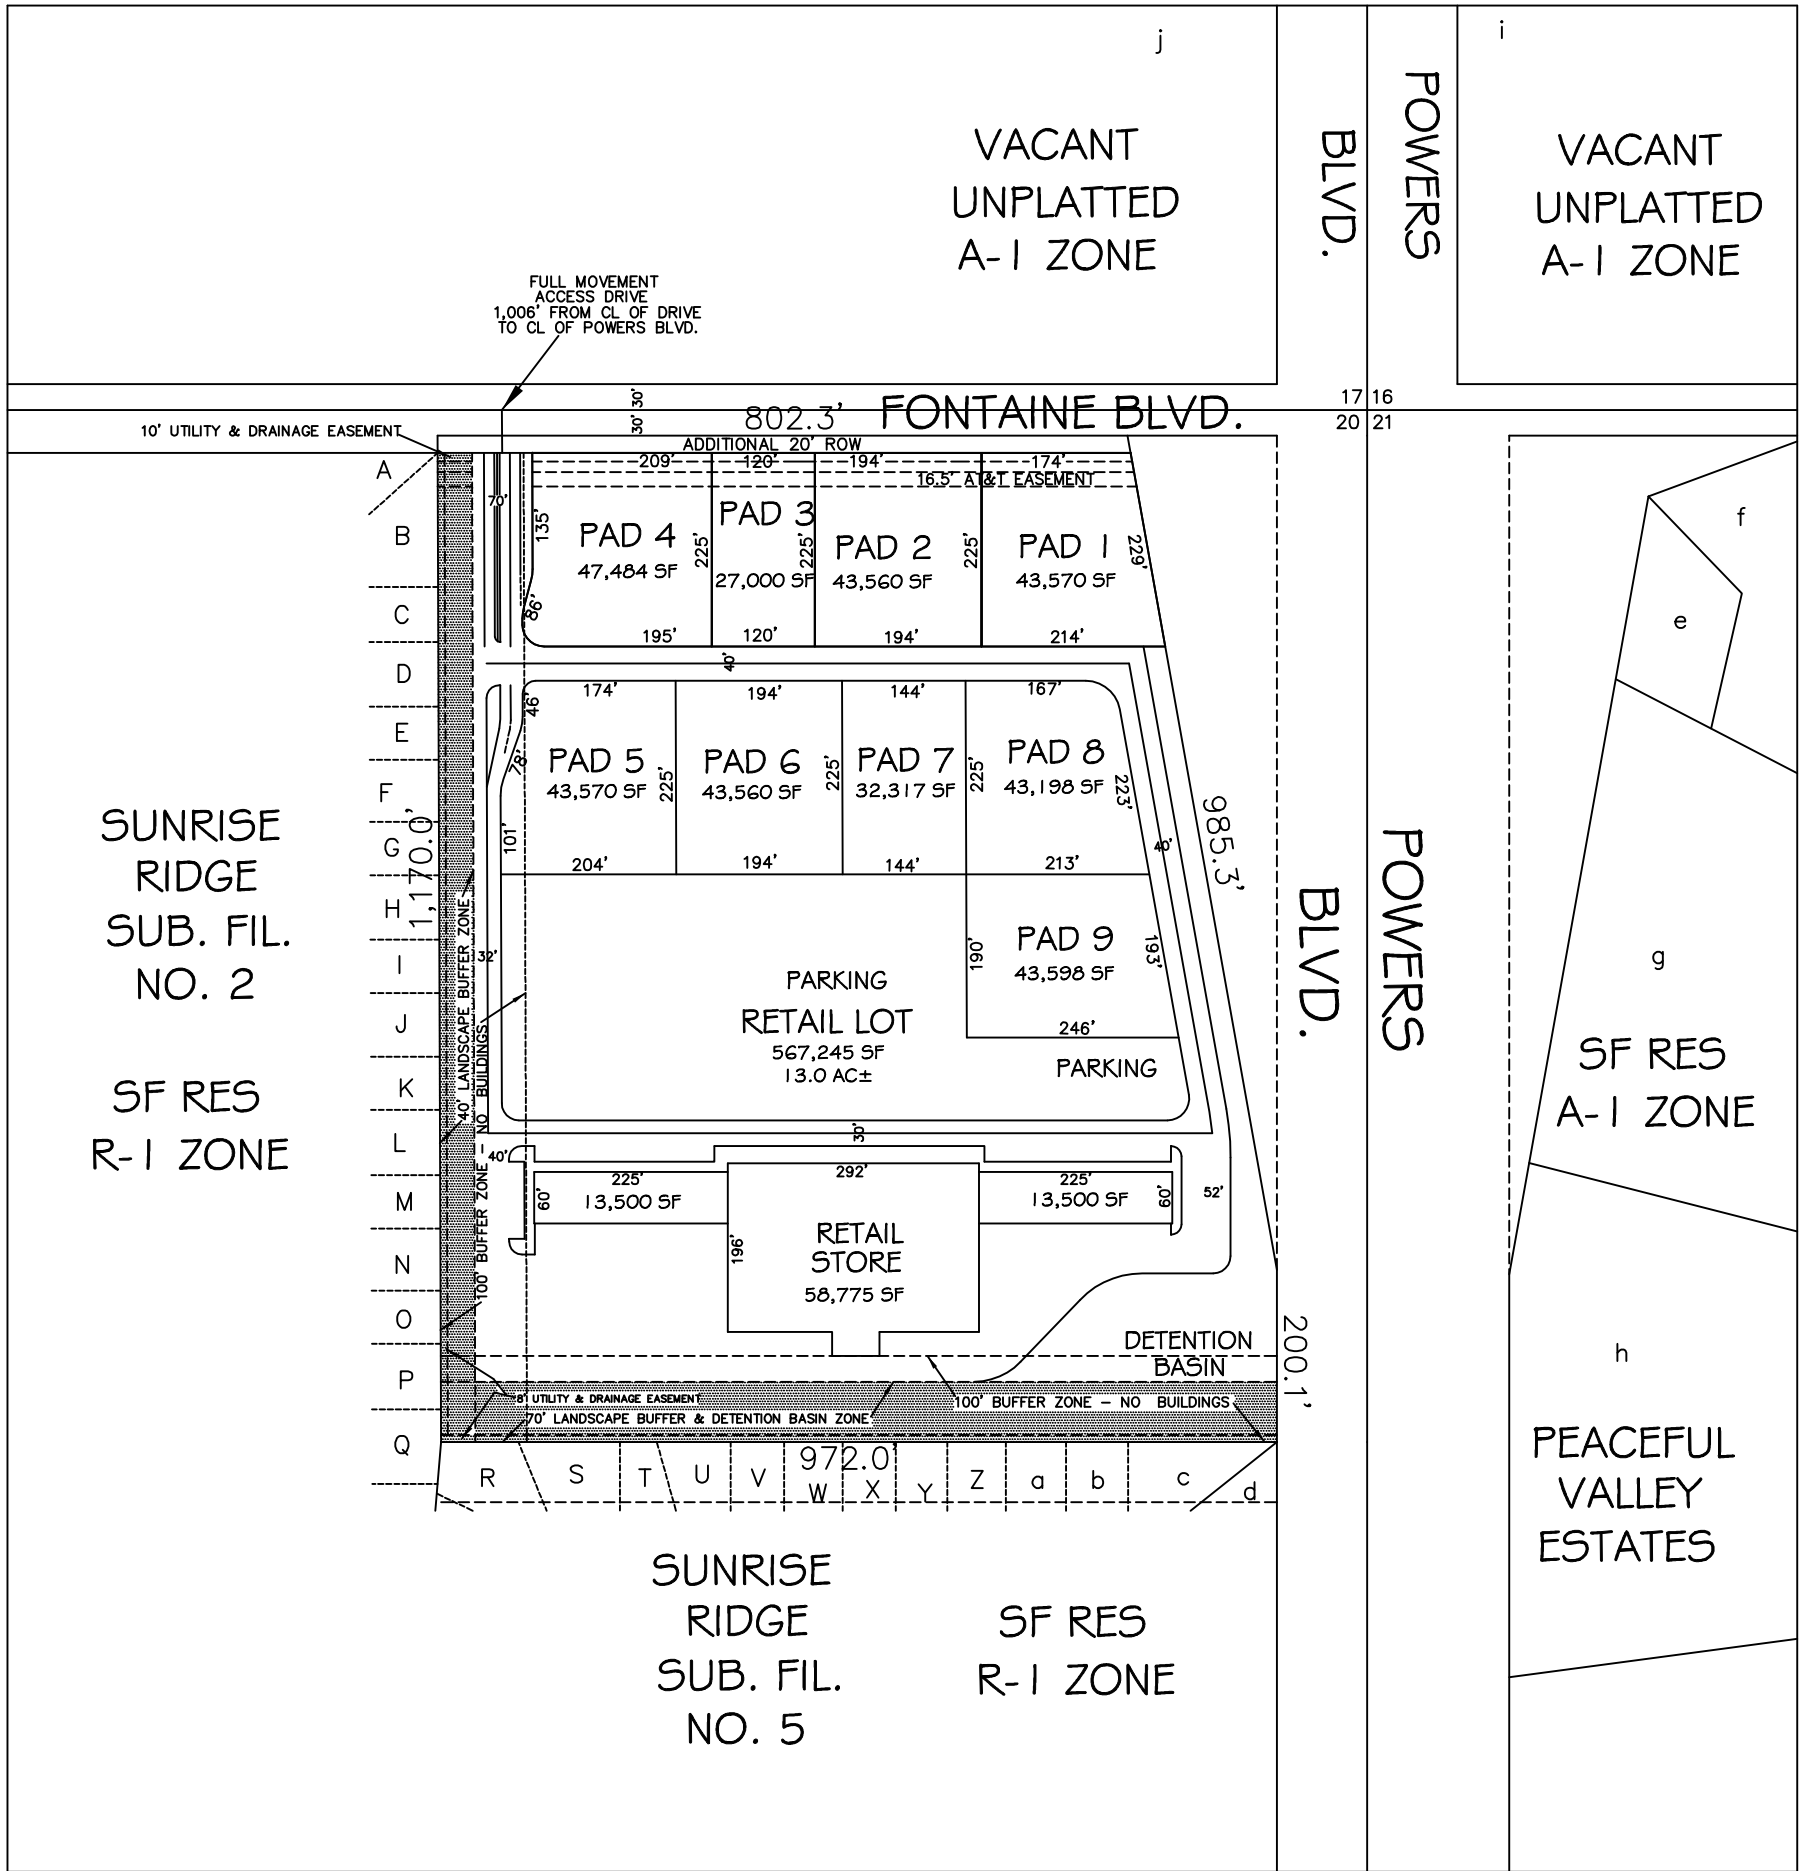 j
i
VACANT
UNPLATTED
A-1 ZONE
POWERS
BLVD.
VACANT
UNPLATTED
A-1 ZONE
FULL MOVEMENT
ACCESS DRIVE
1,006' FROM CL OF DRIVE
TO CL OF POWERS BLVD.
30'
30'
802.3'
FONTAINE BLVD.
17 16
20 21
10' UTILITY & DRAINAGE EASEMENT
ADDITIONAL 20' ROW
209'
120'
194'
174'
16.5' AT&T EASEMENT
A
B
C
D
E
F
G
H
I
J
K
L
M
N
O
P
Q
70'
135'
86'
PAD 4
47,484 SF
225'
PAD 3
27,000 SF
225'
PAD 2
43,560 SF
225'
PAD 1
43,570 SF
229'
195'
120'
194'
214'
40'
174'
194'
144'
167'
46'
78'
101'
PAD 5
43,570 SF
225'
PAD 6
43,560 SF
225'
PAD 7
32,317 SF
225'
PAD 8
43,198 SF
223'
40'
985.3'
204'
194'
144'
213'
SUNRISE
RIDGE
SUB. FIL.
NO. 2
SF RES
R-1 ZONE
1,170.0'
40' LANDSCAPE BUFFER ZONE
100' BUFFER ZONE - NO BUILDINGS
32'
190'
PAD 9
43,598 SF
193'
246'
PARKING
RETAIL LOT
567,245 SF
13.0 AC±
PARKING
POWERS
BLVD.
30'
40'
292'
225'
13,500 SF
60'
225'
13,500 SF
60'
52'
196'
RETAIL
STORE
58,775 SF
200.1'
DETENTION
BASIN
8' UTILITY & DRAINAGE EASEMENT
70' LANDSCAPE BUFFER & DETENTION BASIN ZONE
100' BUFFER ZONE - NO BUILDINGS
972.0'
R
S
T
U
V
W
X
Y
Z
a
b
c
d
SUNRISE
RIDGE
SUB. FIL.
NO. 5
SF RES
R-1 ZONE
f
e
g
SF RES
A-1 ZONE
h
PEACEFUL
VALLEY
ESTATES